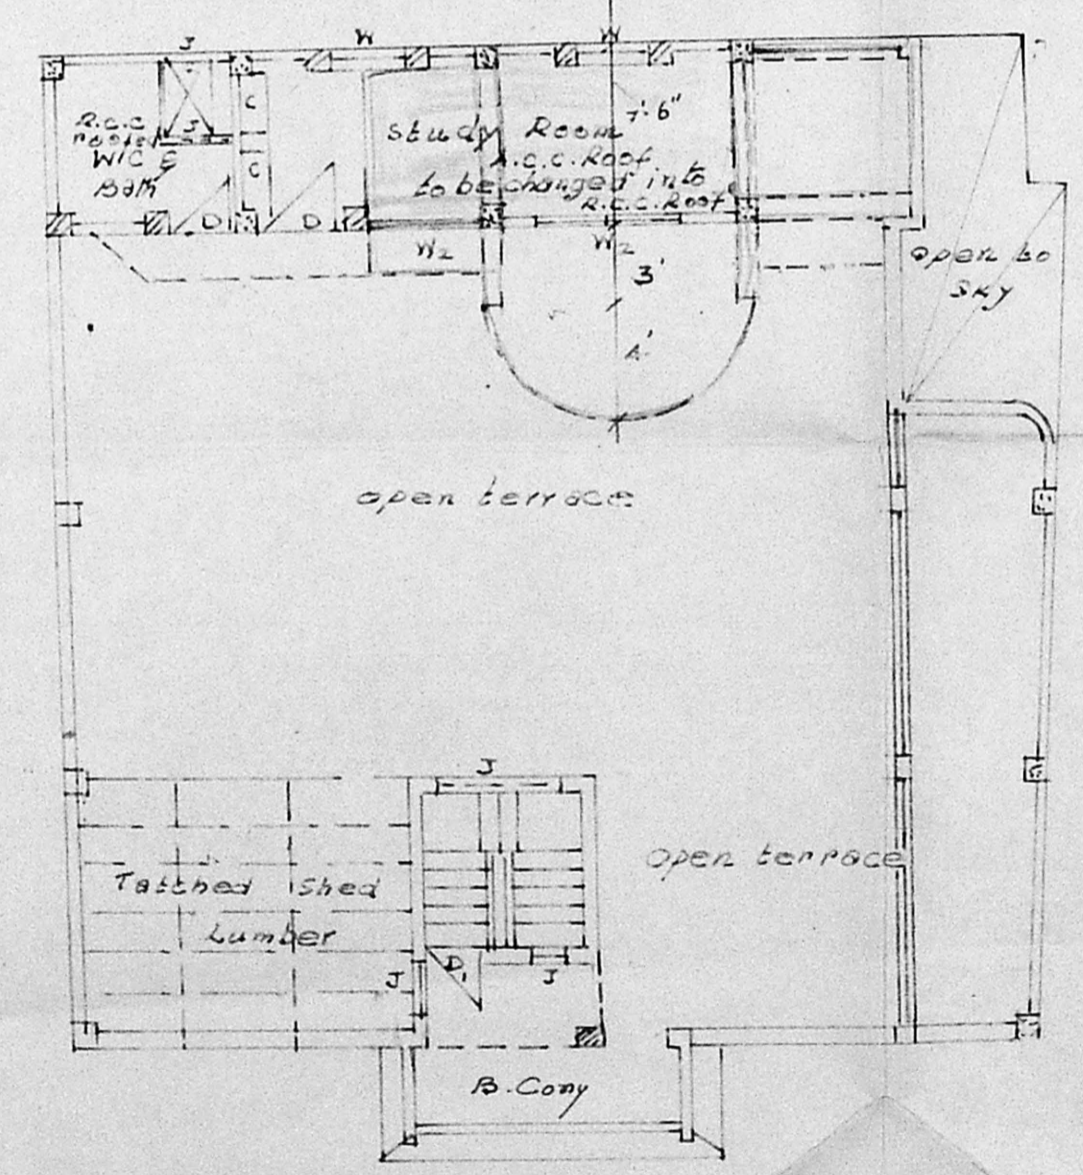 J
W
W
C
C
J
R.C.C
roofed
W/C &
Bath
7'-6"
Study Room
A.C.C. Roof
to be changed into
R.C.C. Roof
D
D
W2
W2
3'
4'
open to
sky
open terrace
J
open terrace
Tatched Shed
Lumber
J
D1
J
B.Cony